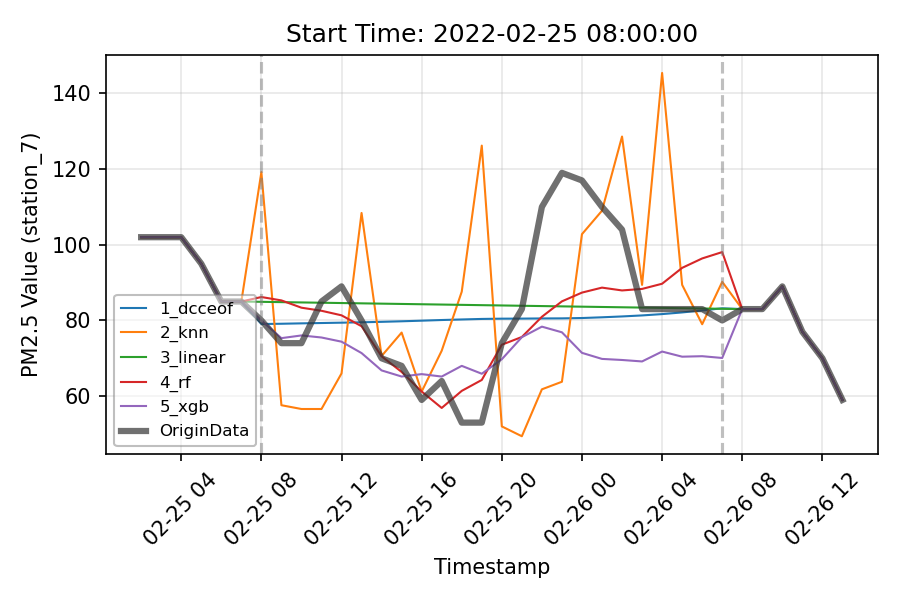 Start Time: 2022-02-25 08:00:00
PM2.5 Value (station_7)
140
120
100
80
60
1_dcceof
2_knn
3_linear
4_rf
5_xgb
OriginData
02-25 04
02-25 08
02-25 12
02-25 16
02-25 20
02-26 00
02-26 04
02-26 08
02-26 12
Timestamp